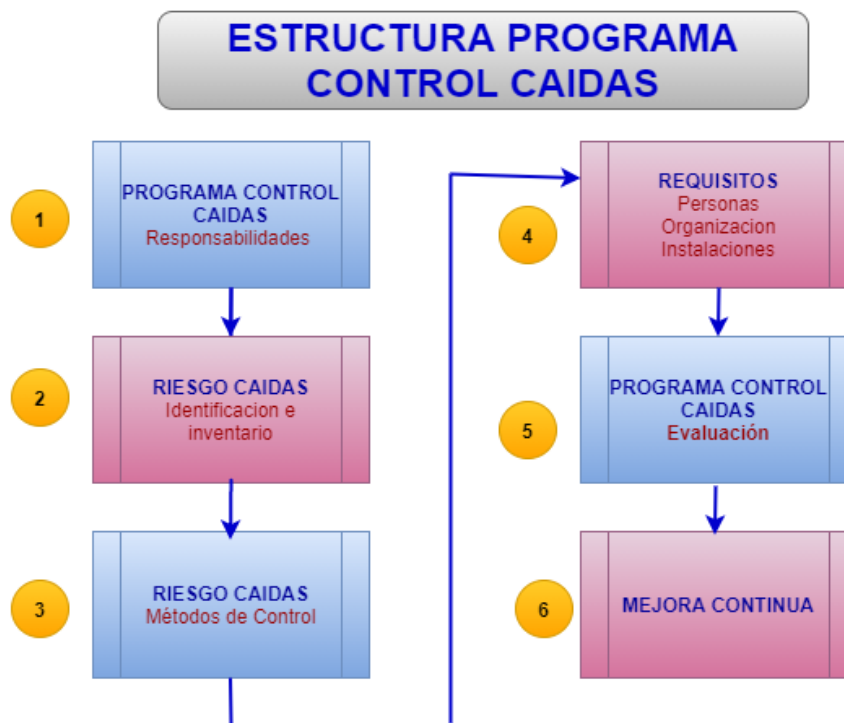 ESTRUCTURA PROGRAMA
CONTROL CAIDAS
1
PROGRAMA CONTROL
CAIDAS
Responsabilidades
2
RIESGO CAIDAS
Identificacion e
inventario
3
RIESGO CAIDAS
Métodos de Control
4
REQUISITOS
Personas
Organizacion
Instalaciones
5
PROGRAMA CONTROL
CAIDAS
Evaluación
6
MEJORA CONTINUA